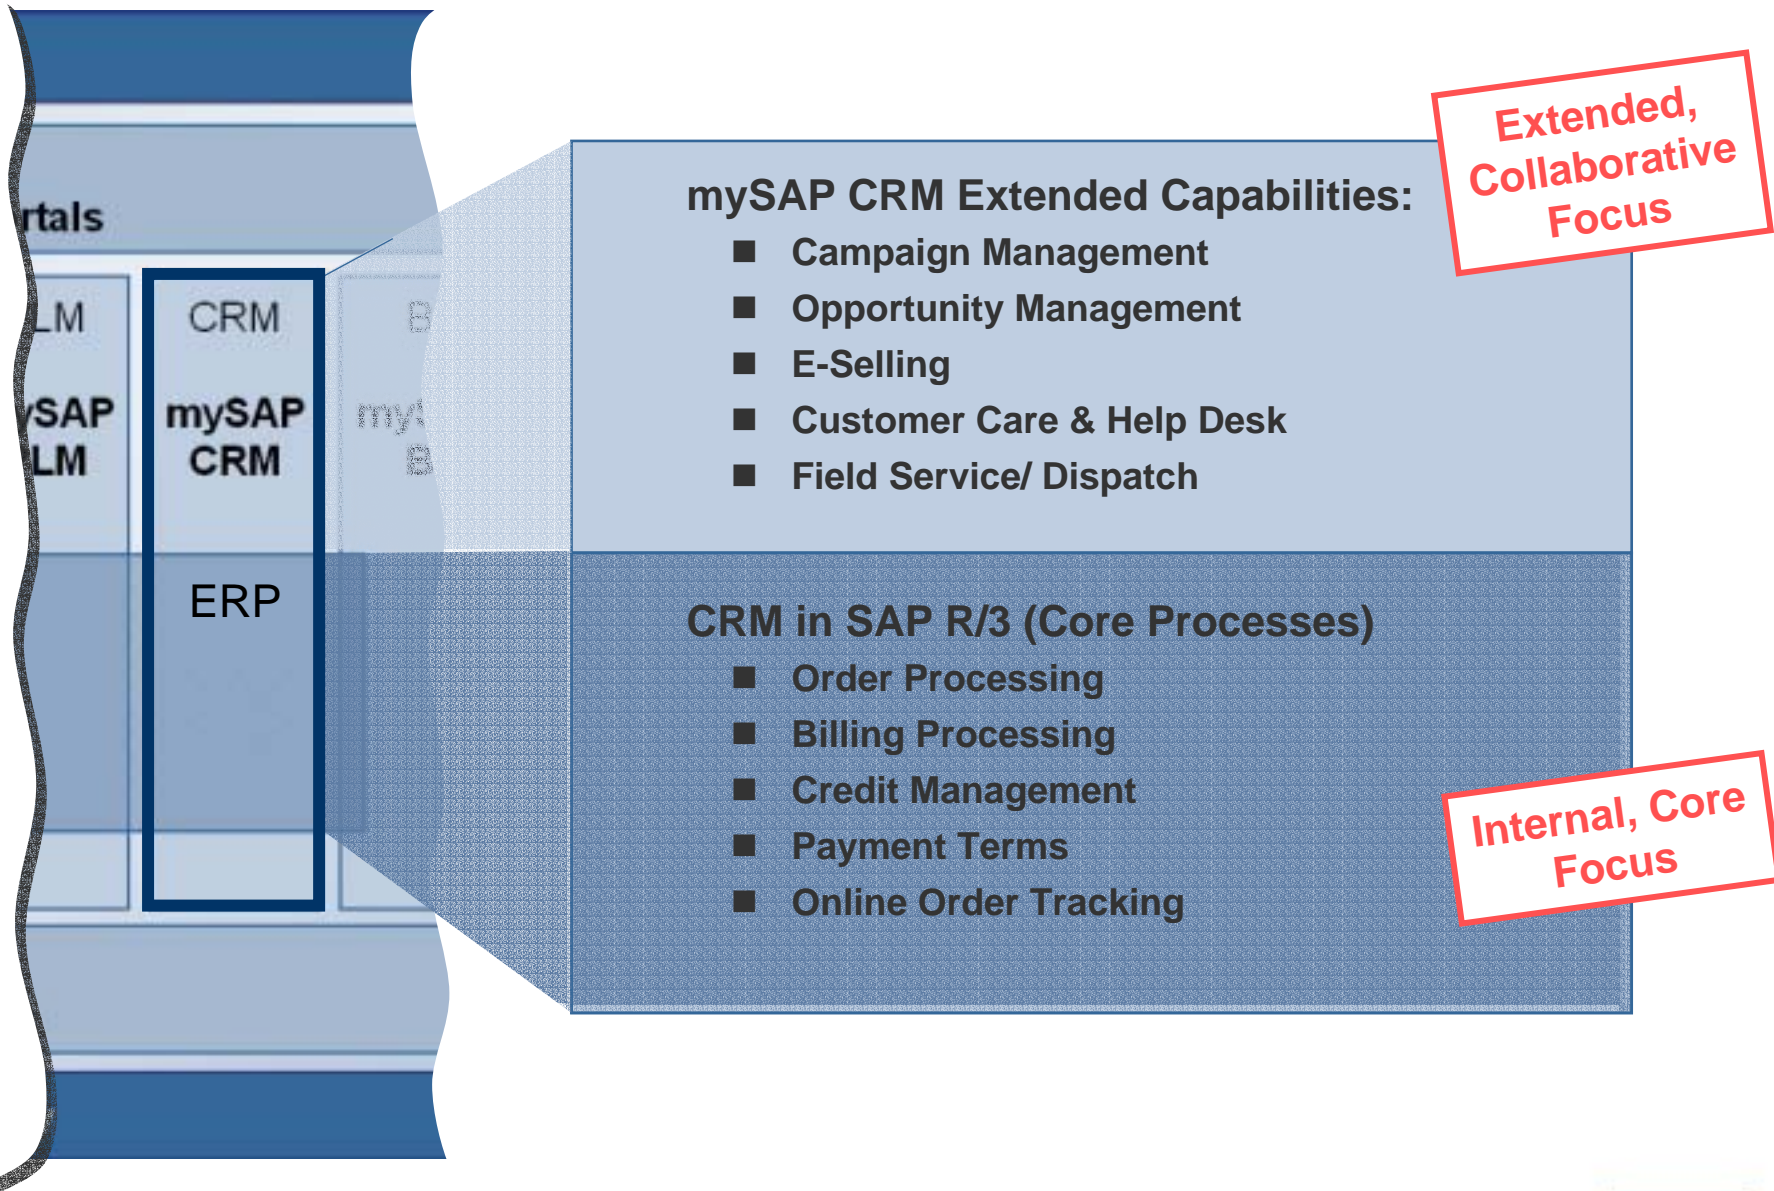 rtals
LM
CRM
B
ySAP
LM
mySAP
CRM
myS
B
ERP
mySAP CRM Extended Capabilities:
Campaign Management
Opportunity Management
E-Selling
Customer Care & Help Desk
Field Service/ Dispatch
CRM in SAP R/3 (Core Processes)
Order Processing
Billing Processing
Credit Management
Payment Terms
Online Order Tracking
Extended,
Collaborative
Focus
Internal, Core
Focus